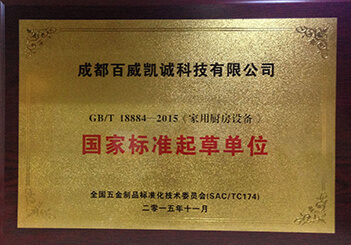 成都百威凯诚科技有限公司
GB/T 18884—2015《家用厨房设备》
国家标准起草单位
全国五金制品标准化技术委员会(SAC/TC174)
二零一五年十一月